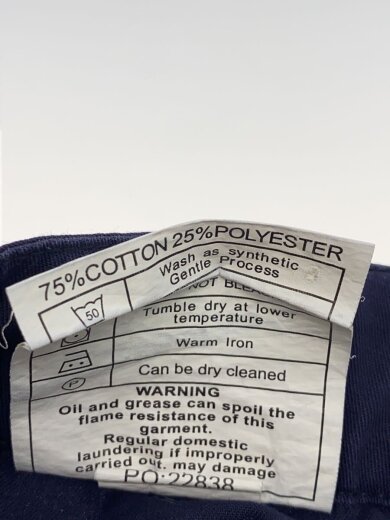 75%COTTON 25%POLYESTER
50
Wash as synthetic
Gentle Process
NOT BLE
Tumble dry at lower
temperature
Warm Iron
P
Can be dry cleaned
WARNING
Oil and grease can spoil the
flame resistance of this
garment.
Regular domestic
laundering if improperly
carried out. may damage
PO:22838